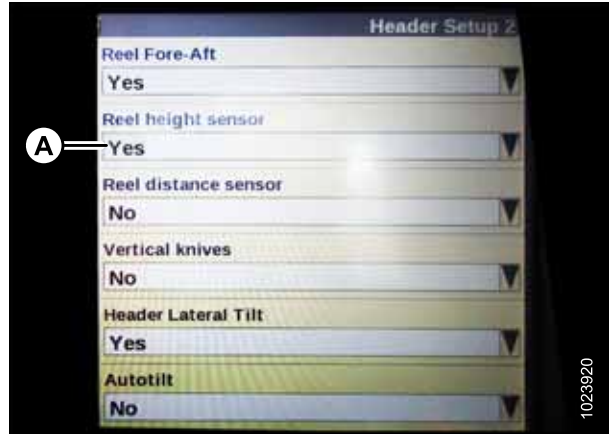 Header Setup 2
Reel Fore-Aft
Yes
Reel height sensor
A
Yes
Reel distance sensor
No
Vertical knives
No
Header Lateral Tilt
Yes
Autotilt
No
1023920